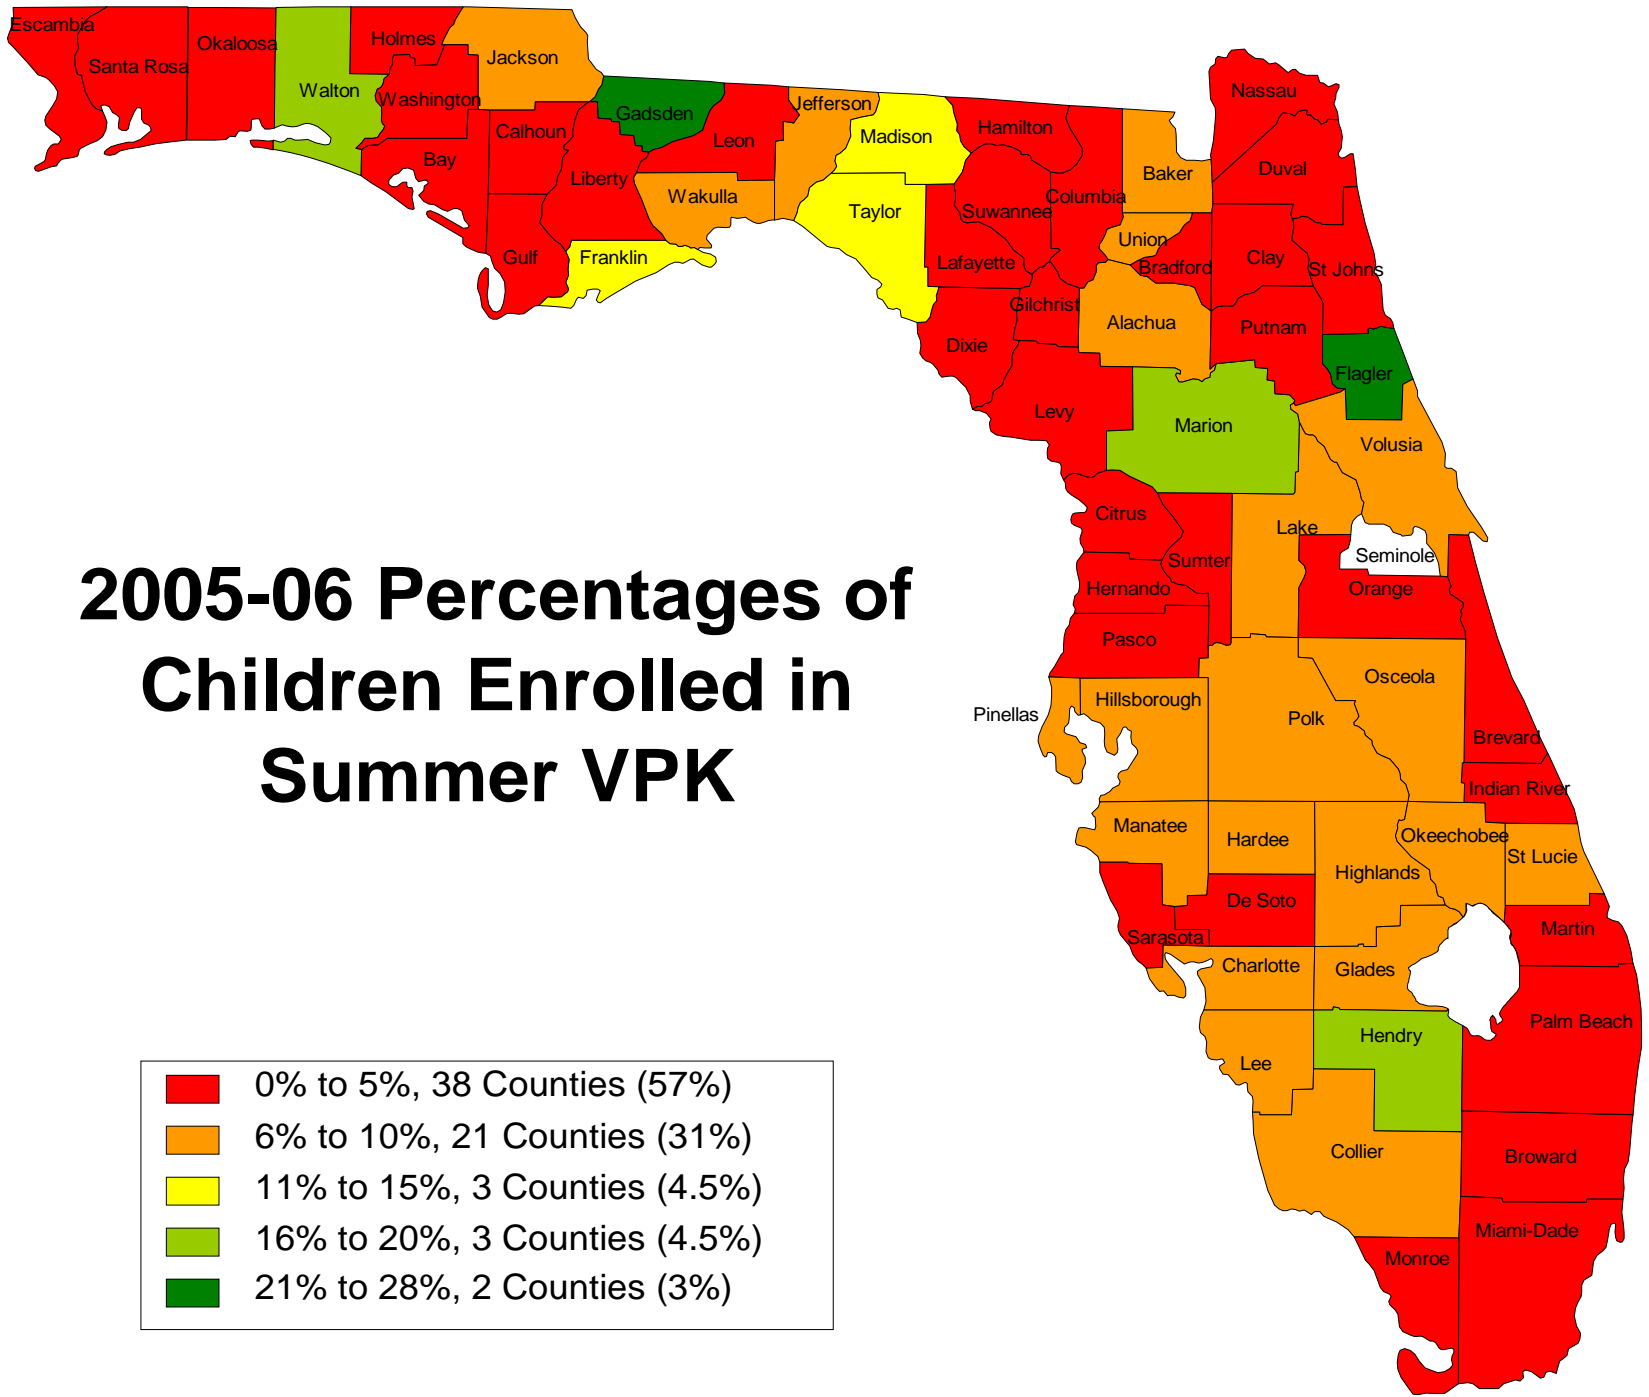 Escambia
Santa Rosa
Okaloosa
Walton
Holmes
Washington
Jackson
Bay
Calhoun
Gulf
Liberty
Gadsden
Leon
Wakulla
Franklin
Jefferson
Madison
Taylor
Hamilton
Suwannee
Lafayette
Columbia
Baker
Union
Bradford
Nassau
Duval
Clay
St Johns
Gilchrist
Dixie
Alachua
Putnam
Flagler
Levy
Marion
Volusia
Citrus
Sumter
Lake
Seminole
Hernando
Orange
Pasco
Osceola
Brevard
Pinellas
Hillsborough
Polk
Indian River
Manatee
Hardee
Highlands
Okeechobee
St Lucie
Sarasota
De Soto
Martin
Charlotte
Glades
Palm Beach
Lee
Hendry
Collier
Broward
Monroe
Miami-Dade
2005-06 Percentages of
Children Enrolled in
Summer VPK
0% to 5%, 38 Counties (57%)
6% to 10%, 21 Counties (31%)
11% to 15%, 3 Counties (4.5%)
16% to 20%, 3 Counties (4.5%)
21% to 28%, 2 Counties (3%)